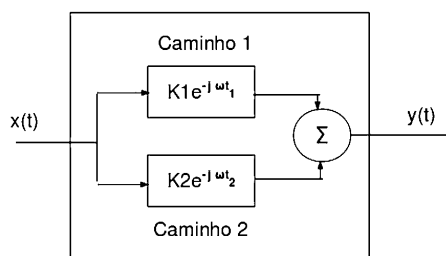 Caminho 1
K1e^-j ωt₁
x(t)
Σ
y(t)
K2e^-j ωt₂
Caminho 2